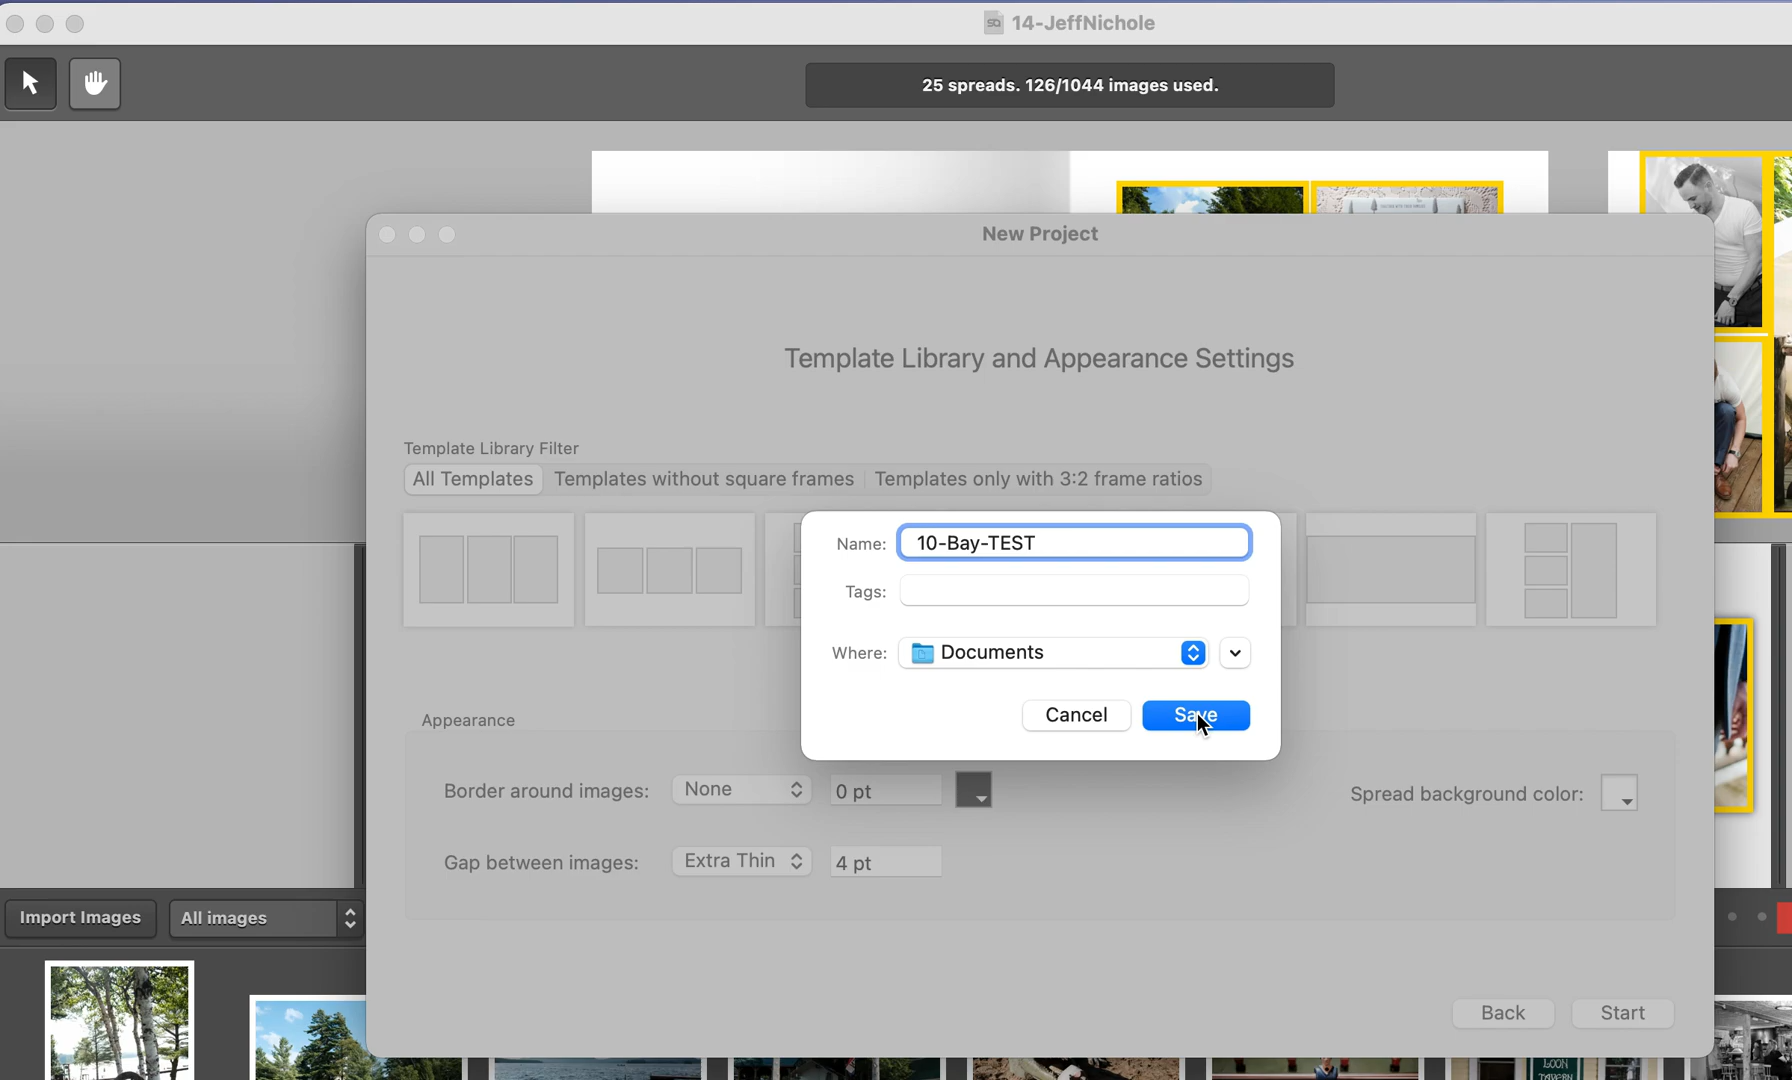 14-JeffNichole
25 spreads. 126/1044 images used.
New Project
Template Library and Appearance Settings
Template Library Filter
All Templates
Templates without square frames
Templates only with 3:2 frame ratios
Name: 10-Bay-TEST
Tags:
Where: Documents
Cancel
Save
Appearance
Border around images: None 0 pt
Spread background color:
Gap between images: Extra Thin 4 pt
Import Images
All images
Back
Start
LOON
TAVERN